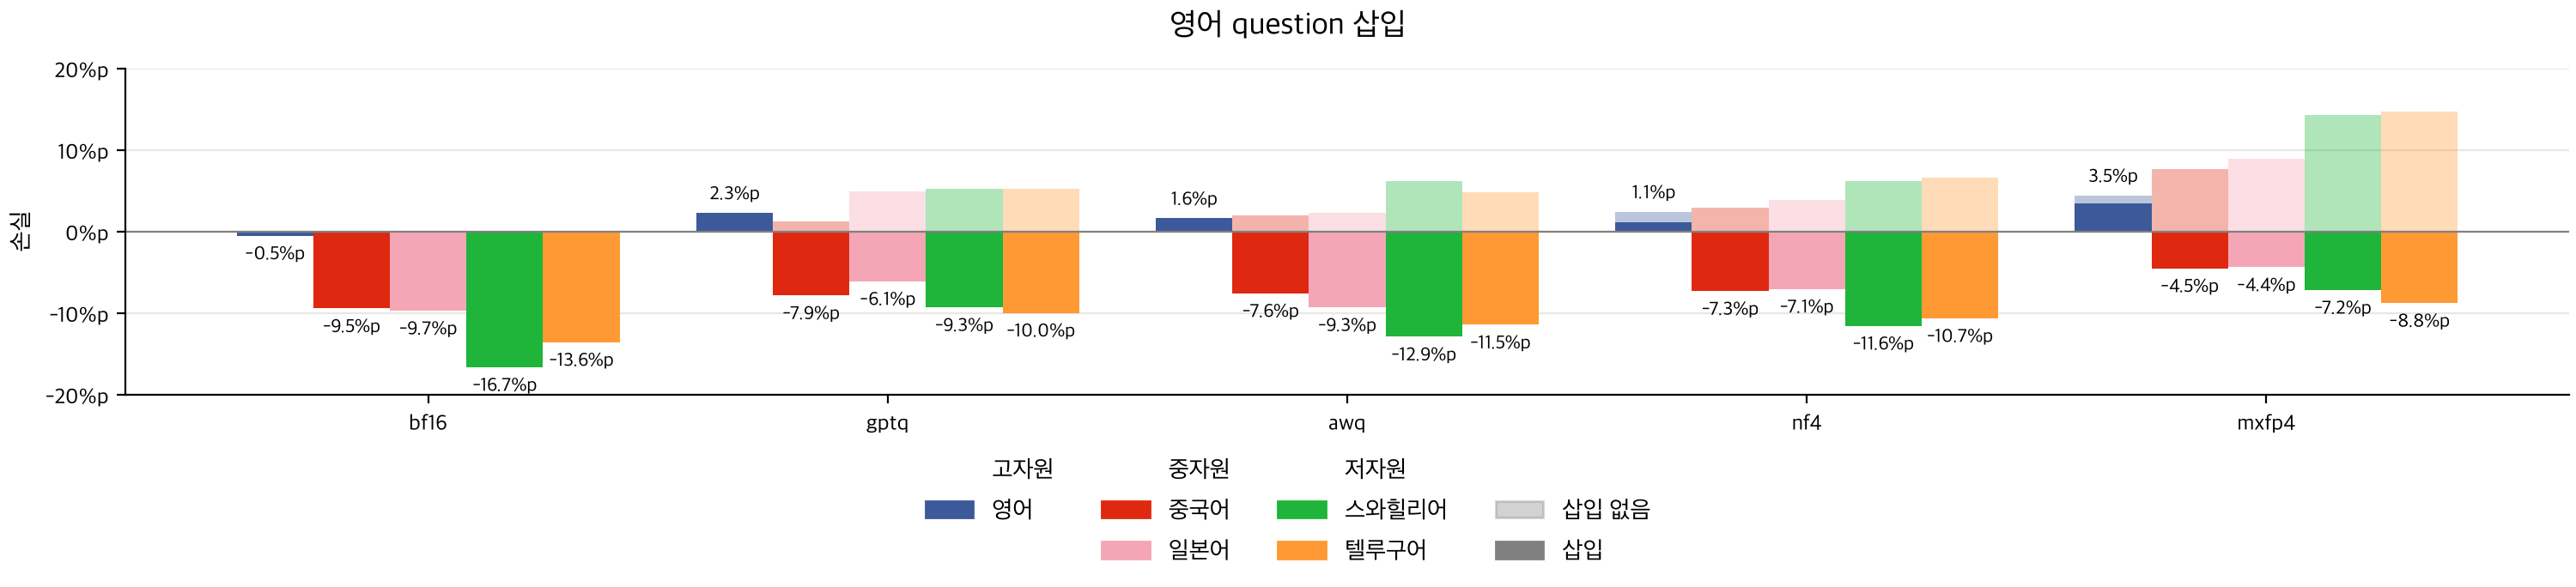 영어 question 삽입
손실
20%p
10%p
0%p
-10%p
-20%p
-0.5%p
-9.5%p
-9.7%p
-16.7%p
-13.6%p
2.3%p
-7.9%p
-6.1%p
-9.3%p
-10.0%p
1.6%p
-7.6%p
-9.3%p
-12.9%p
-11.5%p
1.1%p
-7.3%p
-7.1%p
-11.6%p
-10.7%p
3.5%p
-4.5%p
-4.4%p
-7.2%p
-8.8%p
bf16 gptq awq nf4 mxfp4
고자원 중자원 저자원
영어 중국어 스와힐리어 삽입 없음
일본어 텔루구어 삽입